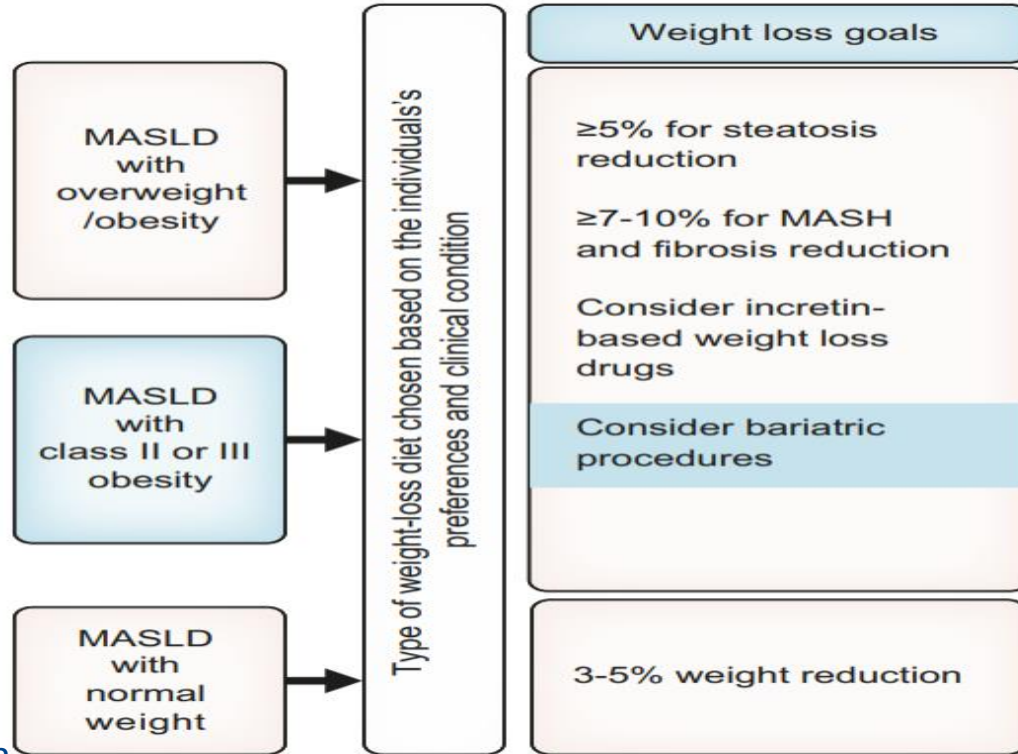 MASLD
with
overweight
/obesity
MASLD
with
class II or III
obesity
MASLD
with
normal
weight
Type of weight-loss diet chosen based on the individuals's
preferences and clinical condition
Weight loss goals
≥5% for steatosis
reduction
≥7-10% for MASH
and fibrosis reduction
Consider incretin-
based weight loss
drugs
Consider bariatric
procedures
3-5% weight reduction